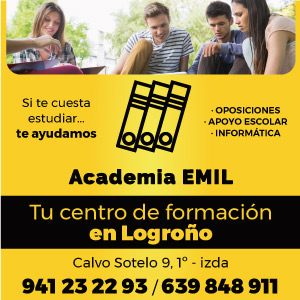 Si te cuesta
estudiar...
te ayudamos
· OPOSICIONES
· APOYO ESCOLAR
· INFORMÁTICA
Academia EMIL
Tu centro de formación
en Logroño
Calvo Sotelo 9, 1º - izda
941 23 22 93 / 639 848 911